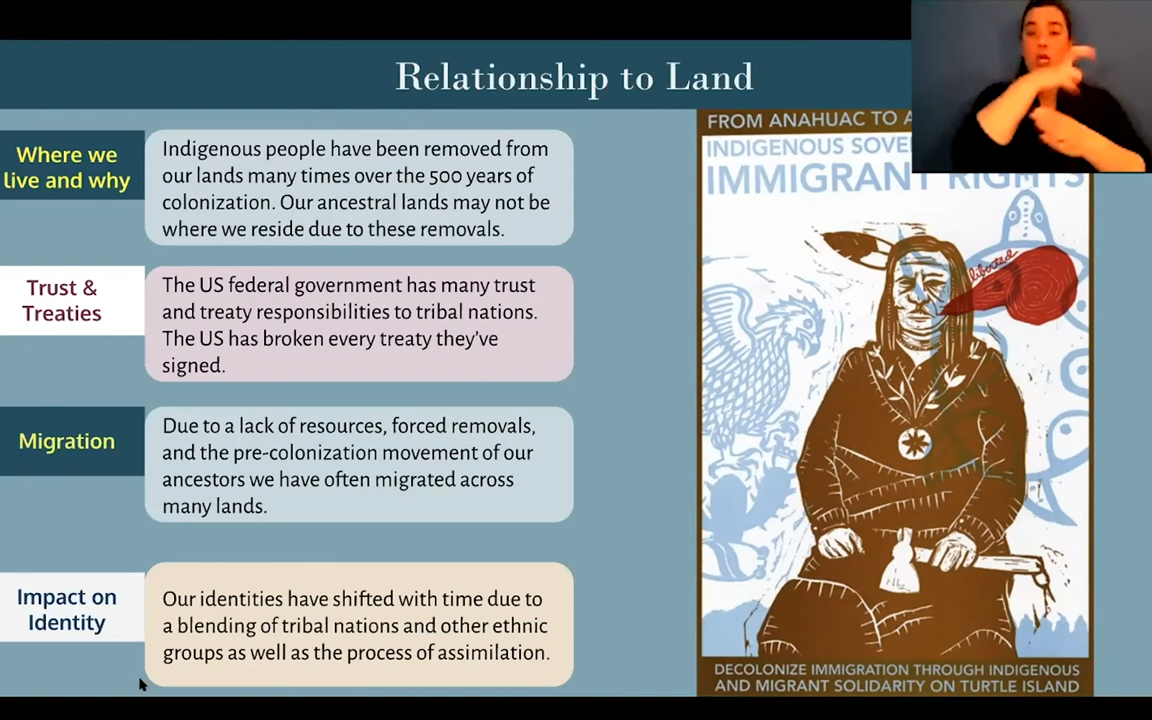 Relationship to Land
Where we
live and why
Indigenous people have been removed from
our lands many times over the 500 years of
colonization. Our ancestral lands may not be
where we reside due to these removals.
Trust &
Treaties
The US federal government has many trust
and treaty responsibilities to tribal nations.
The US has broken every treaty they've
signed.
Migration
Due to a lack of resources, forced removals,
and the pre-colonization movement of our
ancestors we have often migrated across
many lands.
Impact on
Identity
Our identities have shifted with time due to
a blending of tribal nations and other ethnic
groups as well as the process of assimilation.
FROM ANAHUAC TO
INDIGENOUS
IMMIGRANT RIGHTS
libertad
DECOLONIZE IMMIGRATION THROUGH INDIGENOUS
AND MIGRANT SOLIDARITY ON TURTLE ISLAND